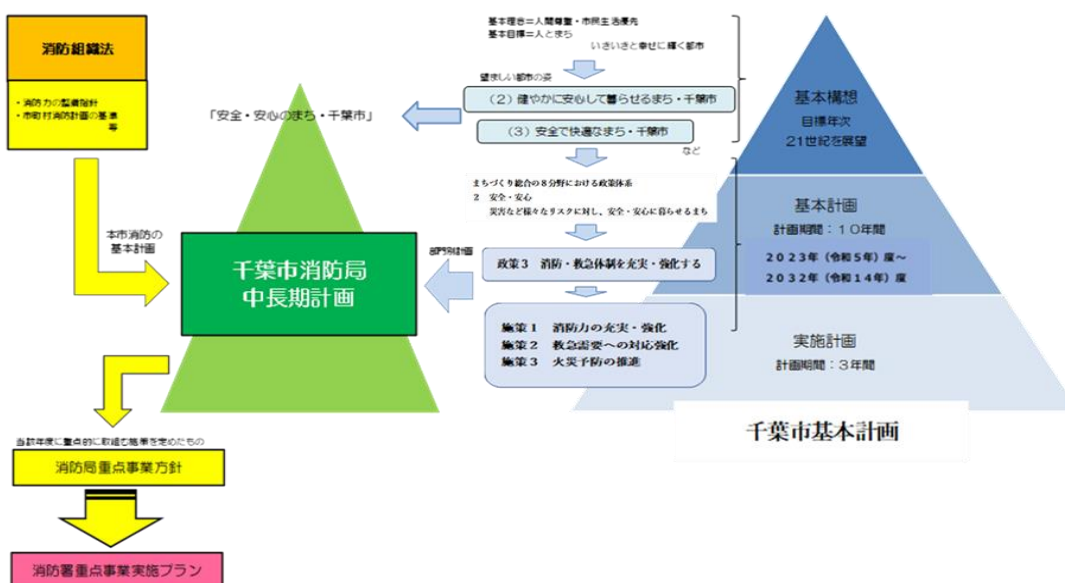 消防組織法
・消防力の整備指針
・市町村消防計画の基準
等
本市消防の
基本計画
「安全・安心のまち・千葉市」
千葉市消防局
中長期計画
当該年度に重点的に取組む施策を定めたもの
消防局重点事業方針
消防署重点事業実施プラン
基本理念=人間尊重・市民生活優先
基本目標=人とまち
いきいきと幸せに輝く都市
望ましい都市の姿
(2)健やかに安心して暮らせるまち・千葉市
(3)安全で快適なまち・千葉市
など
まちづくり総合の8分野における政策体系
2 安全・安心
災害など様々なリスクに対し、安全・安心に暮らせるまち
部門別計画
政策3 消防・救急体制を充実・強化する
施策1 消防力の充実・強化
施策2 救急需要への対応強化
施策3 火災予防の推進
基本構想
目標年次
21世紀を展望
基本計画
計画期間:10年間
2023年(令和5年)度~
2032年(令和14年)度
実施計画
計画期間:3年間
千葉市基本計画